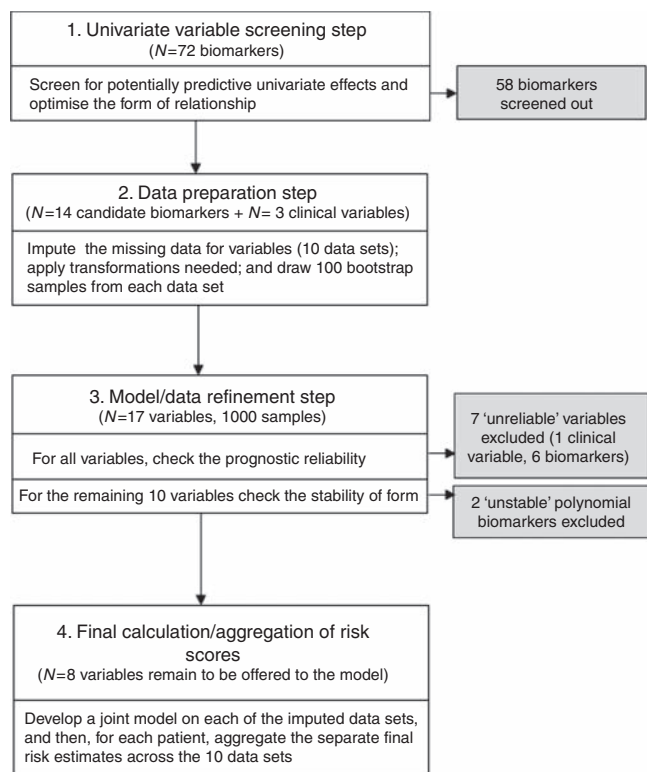 1. Univariate variable screening step
(N=72 biomarkers)
Screen for potentially predictive univariate effects and
optimise the form of relationship
58 biomarkers
screened out
2. Data preparation step
(N=14 candidate biomarkers + N= 3 clinical variables)
Impute the missing data for variables (10 data sets);
apply transformations needed; and draw 100 bootstrap
samples from each data set
3. Model/data refinement step
(N=17 variables, 1000 samples)
For all variables, check the prognostic reliability
7 ‘unreliable’ variables
excluded (1 clinical
variable, 6 biomarkers)
For the remaining 10 variables check the stability of form
2 ‘unstable’ polynomial
biomarkers excluded
4. Final calculation/aggregation of risk
scores
(N=8 variables remain to be offered to the model)
Develop a joint model on each of the imputed data sets,
and then, for each patient, aggregate the separate final
risk estimates across the 10 data sets